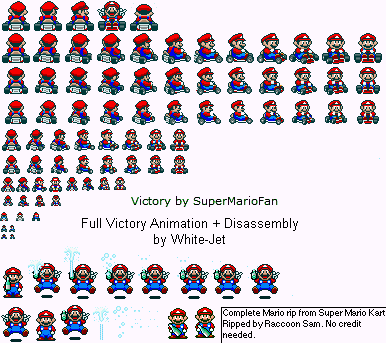 Victory by SuperMarioFan
Full Victory Animation + Disassembly
by White-Jet
Complete Mario rip from Super Mario Kart
Ripped by Raccoon Sam. No credit
needed.